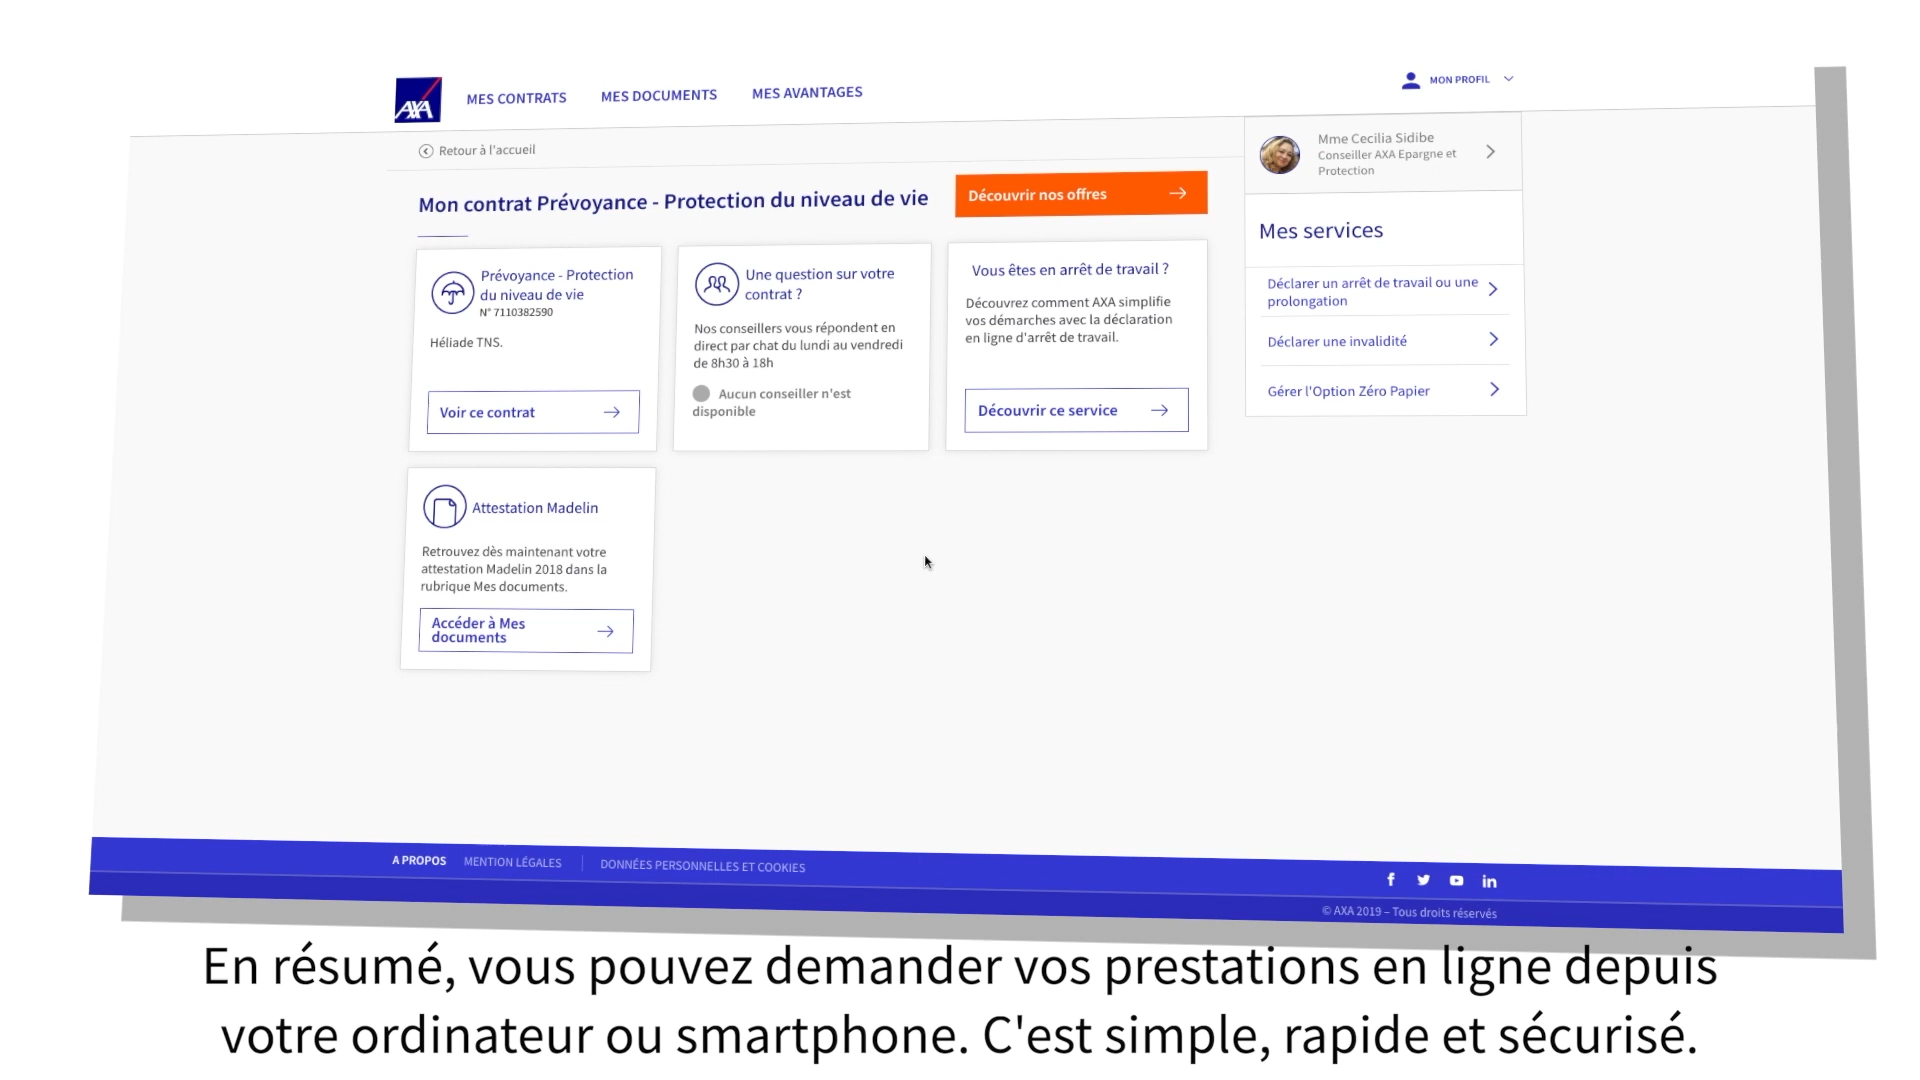 AXA
MES CONTRATS
MES DOCUMENTS
MES AVANTAGES
MON PROFIL
Retour à l'accueil
Mon contrat Prévoyance - Protection du niveau de vie
Découvrir nos offres
Mme Cecilia Sidibe
Conseiller AXA Epargne et
Protection
Mes services
Déclarer un arrêt de travail ou une
prolongation
Déclarer une invalidité
Gérer l'Option Zéro Papier
Prévoyance - Protection
du niveau de vie
N° 7110382590
Héliade TNS.
Voir ce contrat
Une question sur votre
contrat ?
Nos conseillers vous répondent en
direct par chat du lundi au vendredi
de 8h30 à 18h
Aucun conseiller n'est
disponible
Vous êtes en arrêt de travail ?
Découvrez comment AXA simplifie
vos démarches avec la déclaration
en ligne d'arrêt de travail.
Découvrir ce service
Attestation Madelin
Retrouvez dès maintenant votre
attestation Madelin 2018 dans la
rubrique Mes documents.
Accéder à Mes
documents
A PROPOS
MENTION LÉGALES
DONNÉES PERSONNELLES ET COOKIES
© AXA 2019 – Tous droits réservés
En résumé, vous pouvez demander vos prestations en ligne depuis
votre ordinateur ou smartphone. C'est simple, rapide et sécurisé.